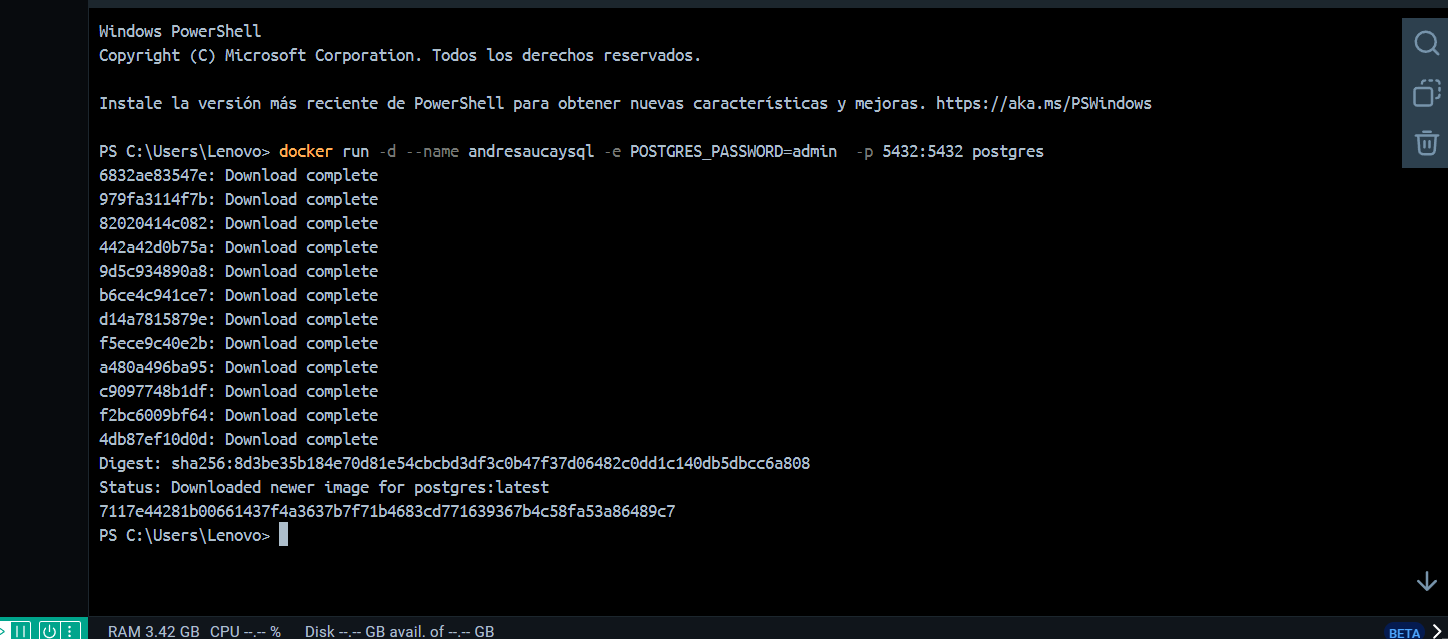 Windows PowerShell
Copyright (C) Microsoft Corporation. Todos los derechos reservados.
Instale la versión más reciente de PowerShell para obtener nuevas características y mejoras. https://aka.ms/PSWindows
PS C:\Users\Lenovo> docker run -d --name andresaucaysql -e POSTGRES_PASSWORD=admin  -p 5432:5432 postgres
6832ae83547e: Download complete
979fa3114f7b: Download complete
82020414c082: Download complete
442a42d0b75a: Download complete
9d5c934890a8: Download complete
b6ce4c941ce7: Download complete
d14a7815879e: Download complete
f5ece9c40e2b: Download complete
a480a496ba95: Download complete
c9097748b1df: Download complete
f2bc6009bf64: Download complete
4db87ef10d0d: Download complete
Digest: sha256:8d3be35b184e70d81e54cbcbd3df3c0b47f37d06482c0dd1c140db5dbcc6a808
Status: Downloaded newer image for postgres:latest
7117e44281b00661437f4a3637b7f71b4683cd771639367b4c58fa53a86489c7
PS C:\Users\Lenovo>
RAM 3.42 GB CPU --.-- % Disk --.-- GB avail. of --.-- GB BETA